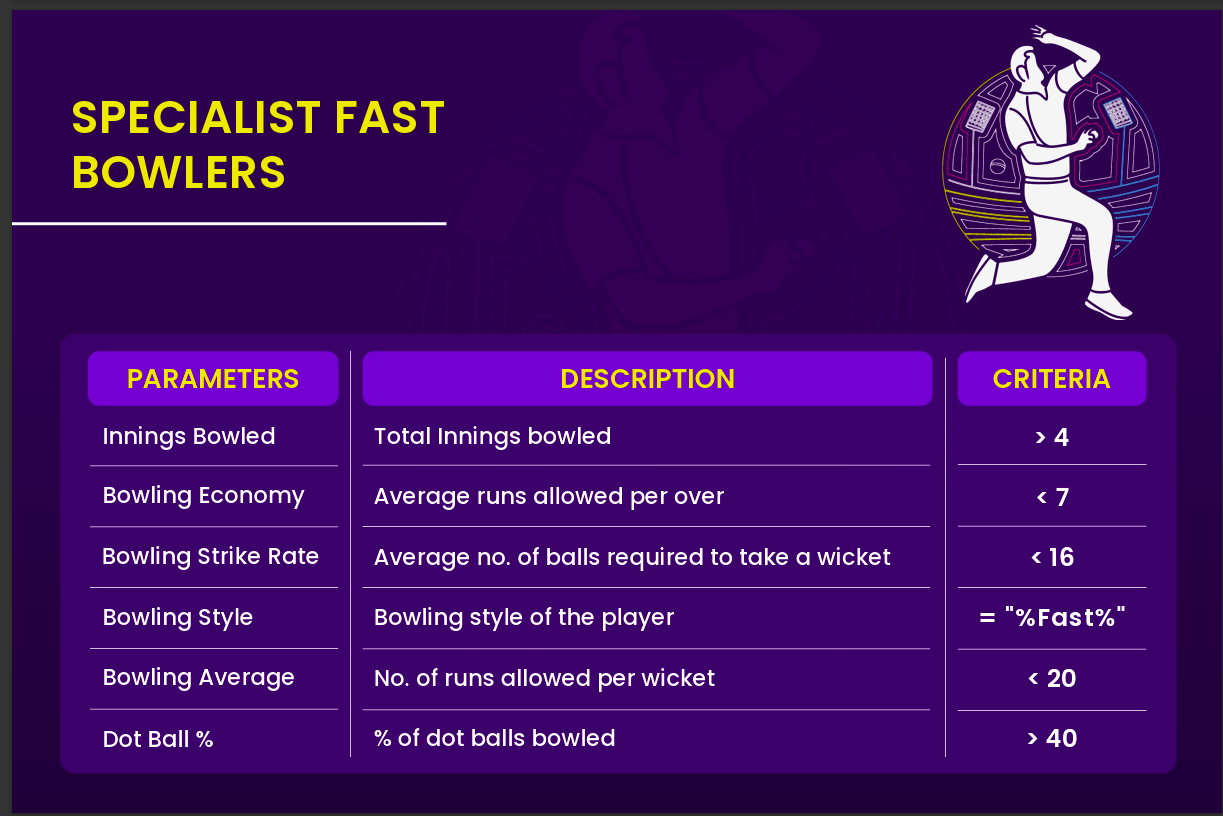 SPECIALIST FAST
BOWLERS
PARAMETERS DESCRIPTION CRITERIA
Innings Bowled Total Innings bowled > 4
Bowling Economy Average runs allowed per over < 7
Bowling Strike Rate Average no. of balls required to take a wicket < 16
Bowling Style Bowling style of the player = "%Fast%"
Bowling Average No. of runs allowed per wicket < 20
Dot Ball % % of dot balls bowled > 40